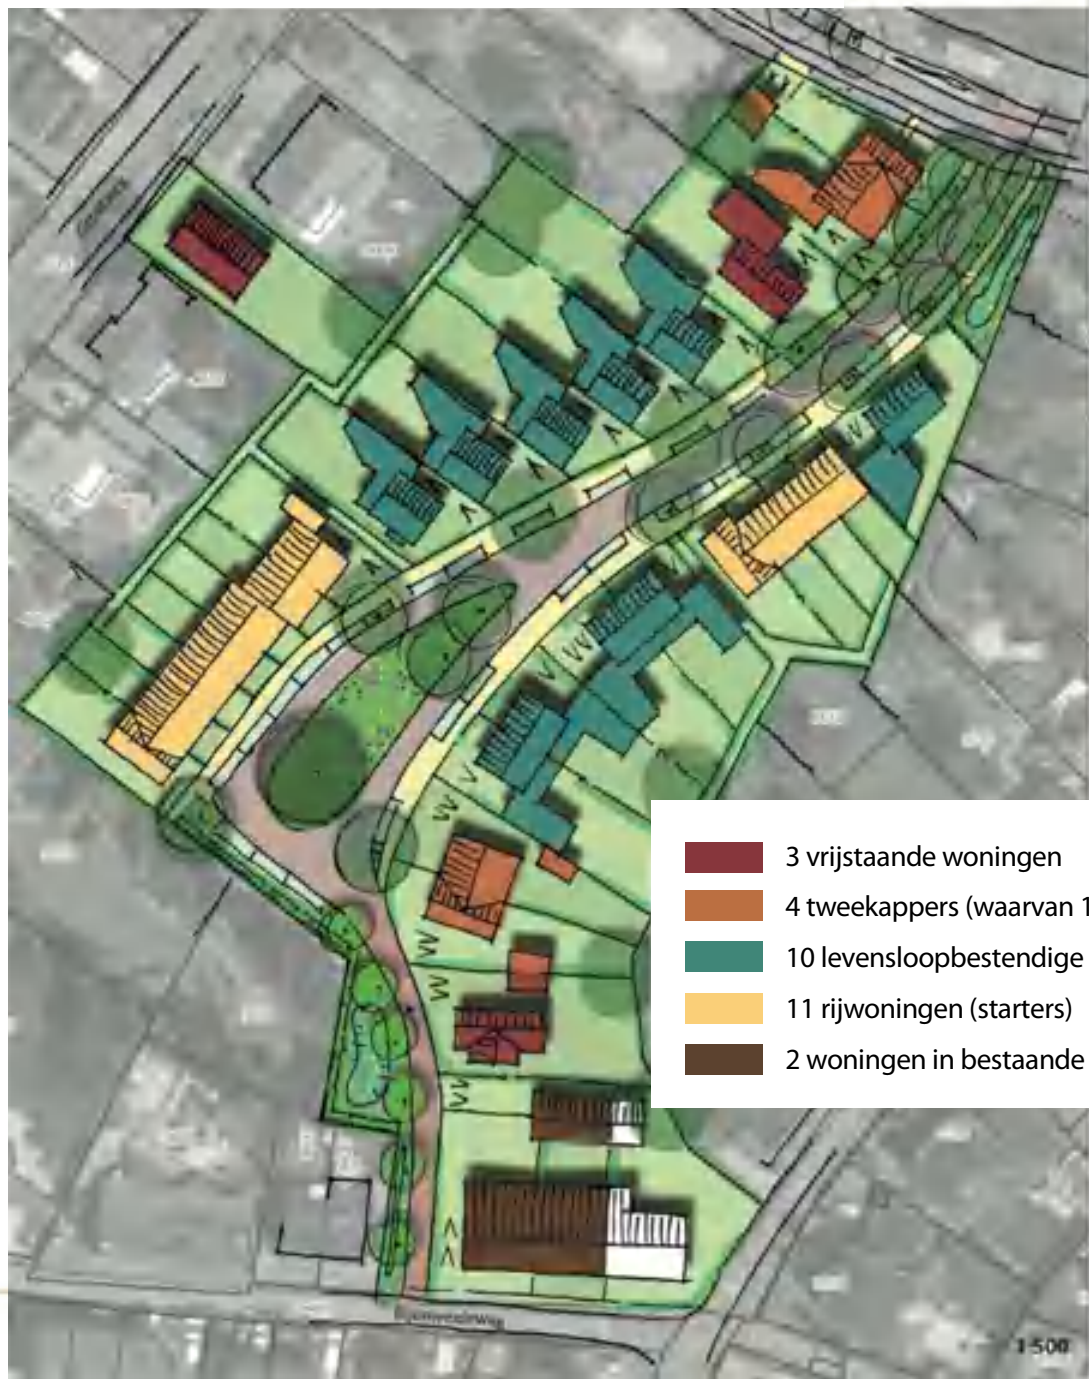 3 vrijstaande woningen
4 tweekappers (waarvan 1
10 levensloopbestendige
11 rijwoningen (starters)
2 woningen in bestaande
1:500